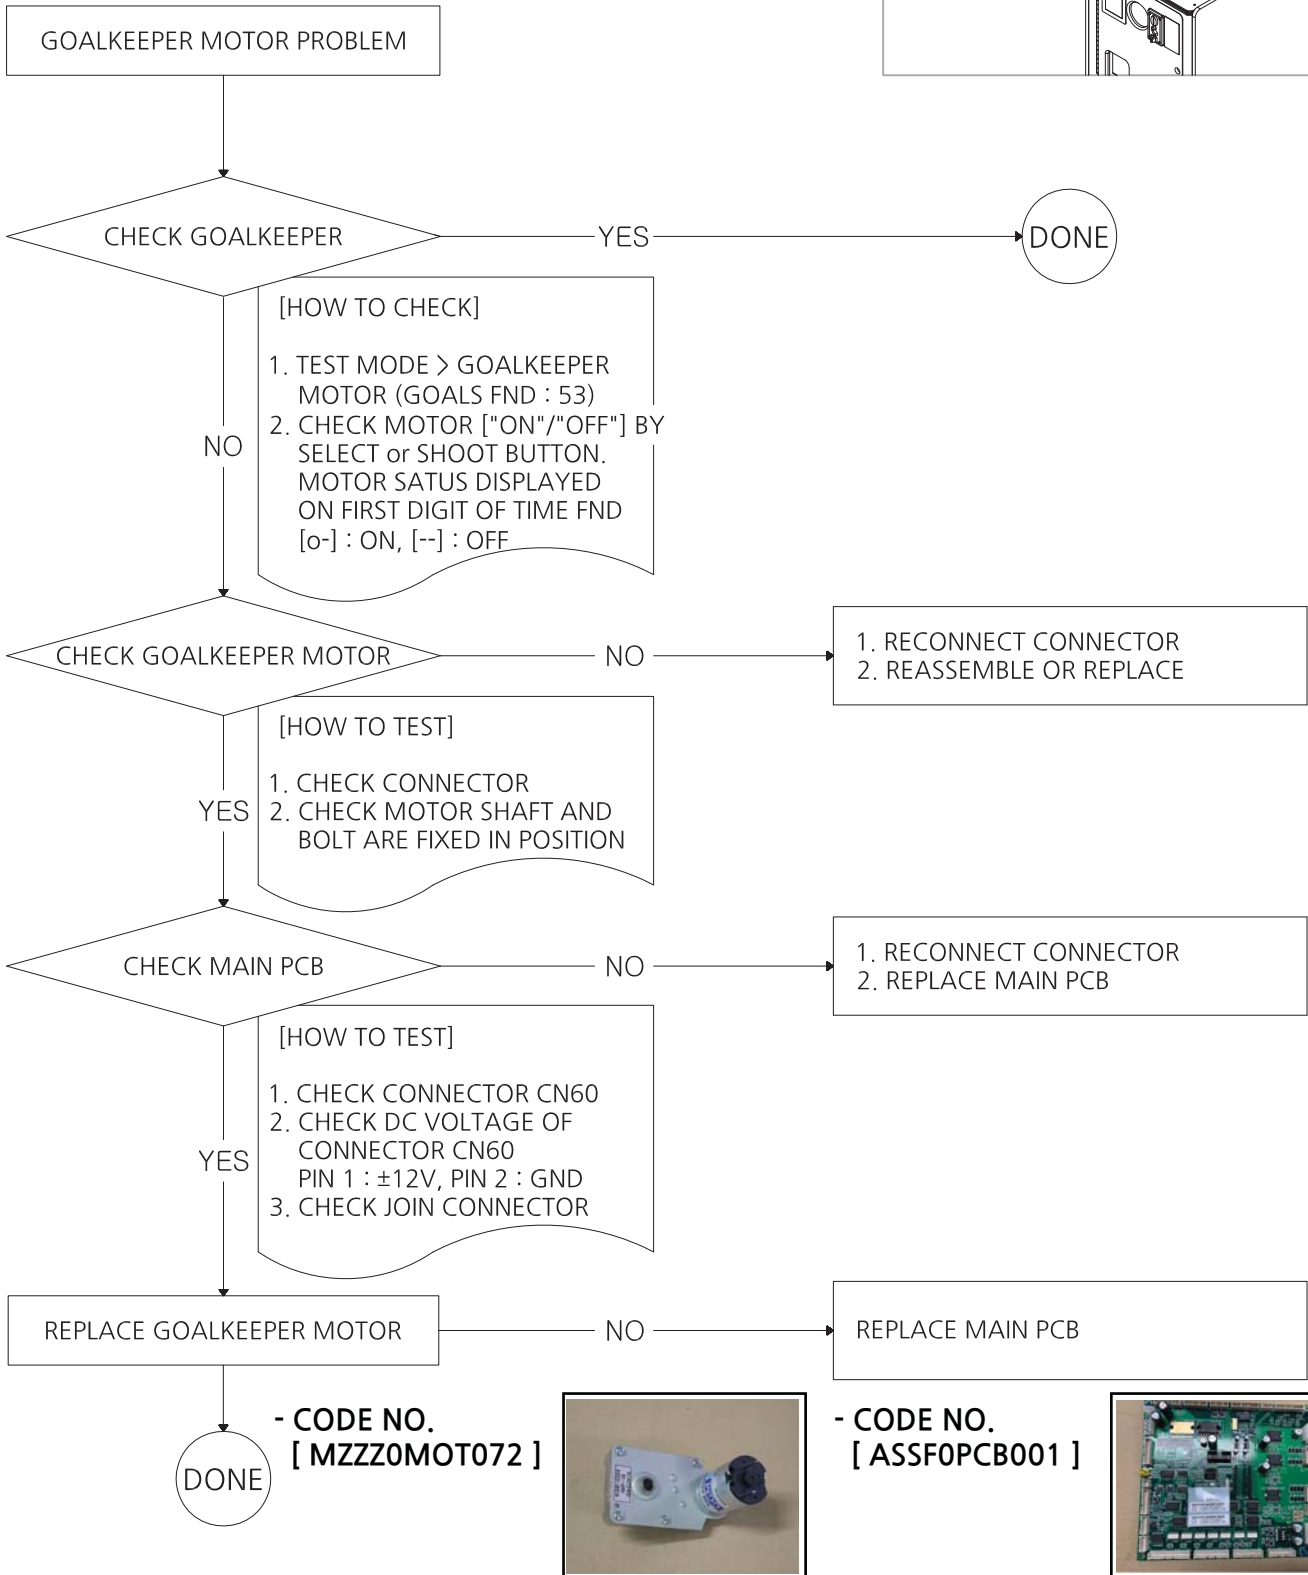 GOALKEEPER MOTOR PROBLEM
CHECK GOALKEEPER
YES
DONE
[HOW TO CHECK]
1. TEST MODE > GOALKEEPER
MOTOR (GOALS FND : 53)
2. CHECK MOTOR ["ON"/"OFF"] BY
SELECT or SHOOT BUTTON.
MOTOR SATUS DISPLAYED
ON FIRST DIGIT OF TIME FND
[o-] : ON, [--] : OFF
NO
CHECK GOALKEEPER MOTOR
NO
1. RECONNECT CONNECTOR
2. REASSEMBLE OR REPLACE
[HOW TO TEST]
1. CHECK CONNECTOR
2. CHECK MOTOR SHAFT AND
BOLT ARE FIXED IN POSITION
YES
CHECK MAIN PCB
NO
1. RECONNECT CONNECTOR
2. REPLACE MAIN PCB
[HOW TO TEST]
1. CHECK CONNECTOR CN60
2. CHECK DC VOLTAGE OF
CONNECTOR CN60
PIN 1 : ±12V, PIN 2 : GND
3. CHECK JOIN CONNECTOR
YES
REPLACE GOALKEEPER MOTOR
NO
REPLACE MAIN PCB
DONE
- CODE NO.
[ MZZZ0MOT072 ]
- CODE NO.
[ ASSF0PCB001 ]